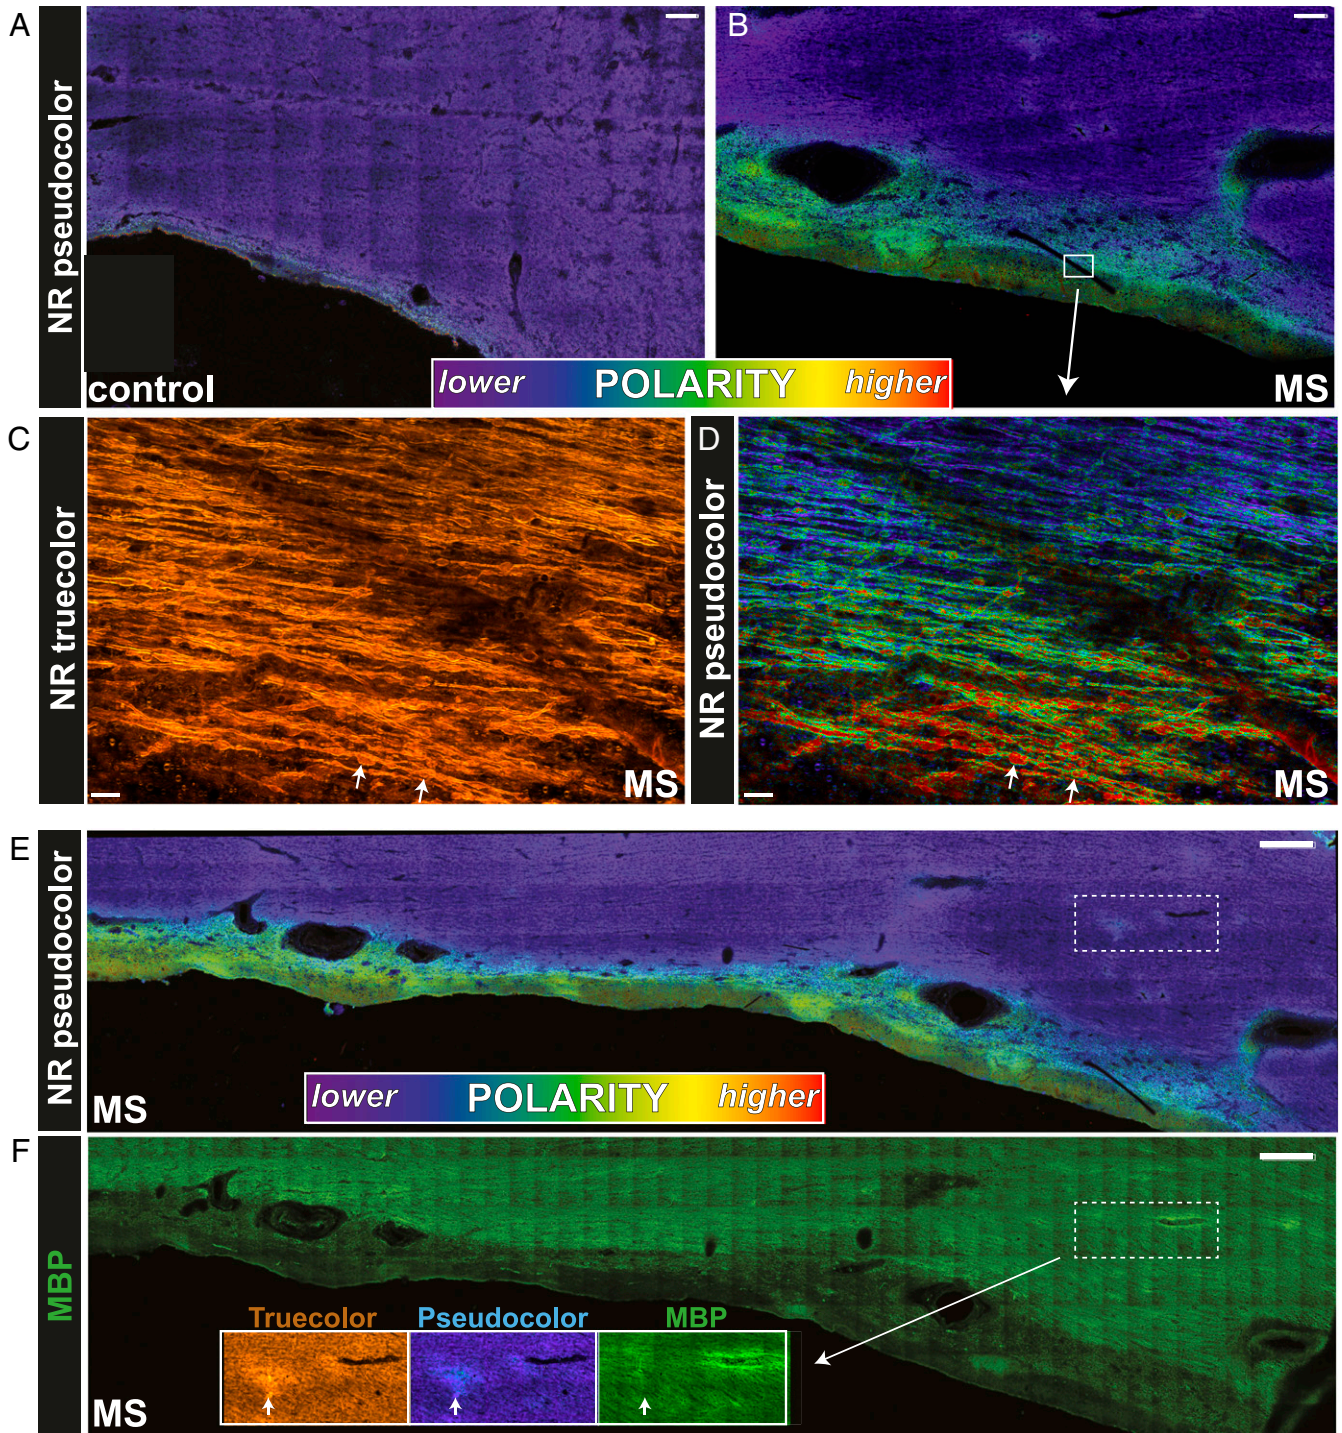 A
NR pseudocolor
control
B
MS
lower POLARITY higher
C
NR truecolor
MS
D
NR pseudocolor
MS
E
NR pseudocolor
MS
lower POLARITY higher
F
MBP
MS
Truecolor Pseudocolor MBP